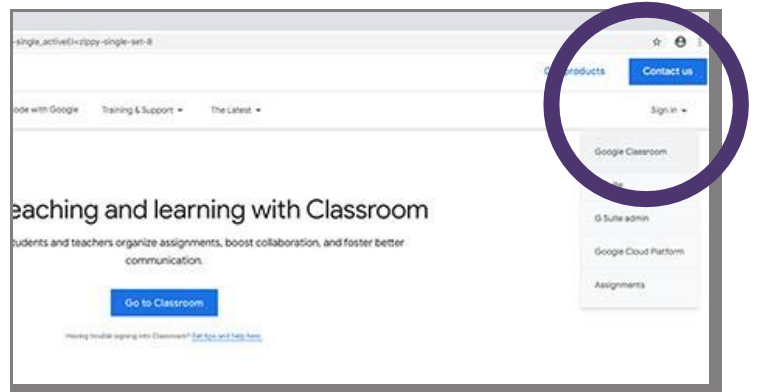 -single_activeEl=zippy-single-set-8
products
Contact us
ode with Google Training & Support The Latest
Sign in
Google Classroom
G Suite admin
Google Cloud Platform
Assignments
eaching and learning with Classroom
tudents and teachers organize assignments, boost collaboration, and foster better
communication.
Go to Classroom
Having trouble signing into Classroom? Get tips and help here.